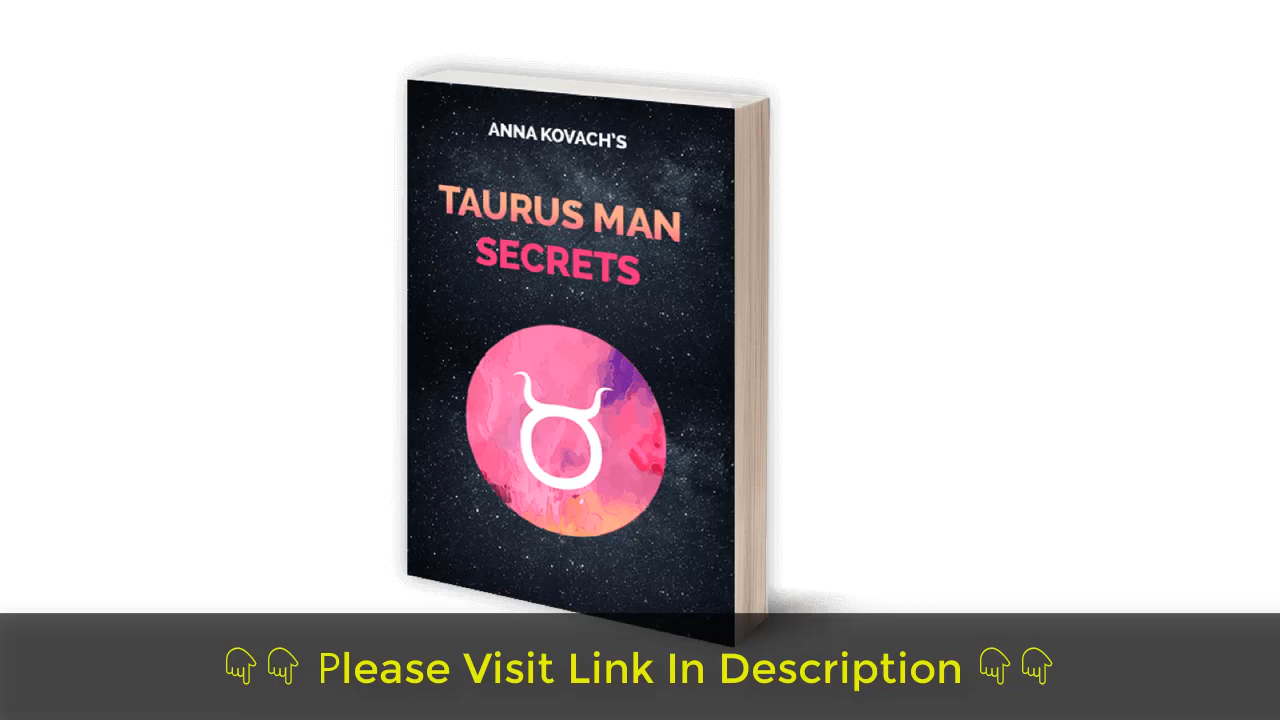 ANNA KOVACH'S
TAURUS MAN
SECRETS
👇👇 Please Visit Link In Description 👇👇